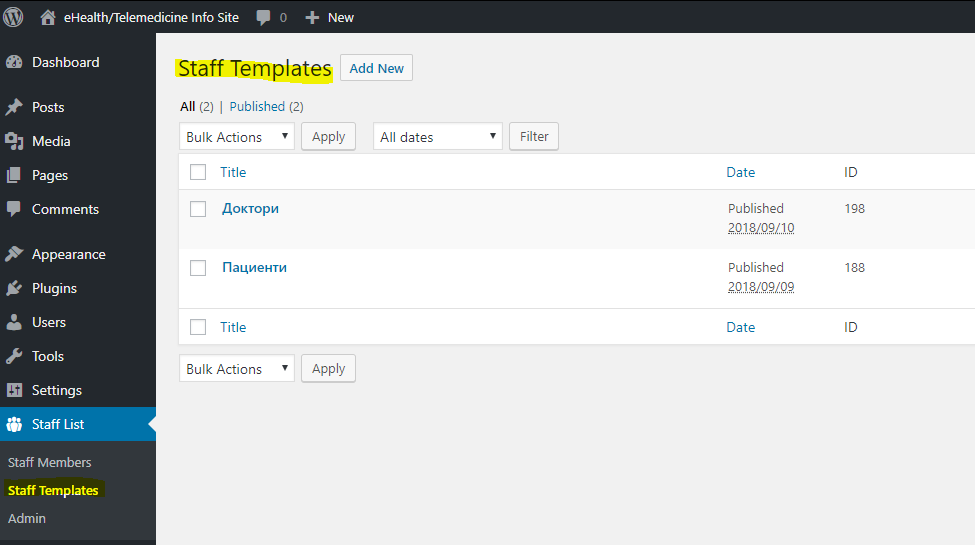 eHealth/Telemedicine Info Site 0 New
Dashboard
Posts
Media
Pages
Comments
Appearance
Plugins
Users
Tools
Settings
Staff List
Staff Members
Staff Templates
Admin
Staff Templates Add New
All (2) | Published (2)
Bulk Actions Apply All dates Filter
Title Date ID
Доктори Published 198
2018/09/10
Пациенти Published 188
2018/09/09
Title Date ID
Bulk Actions Apply